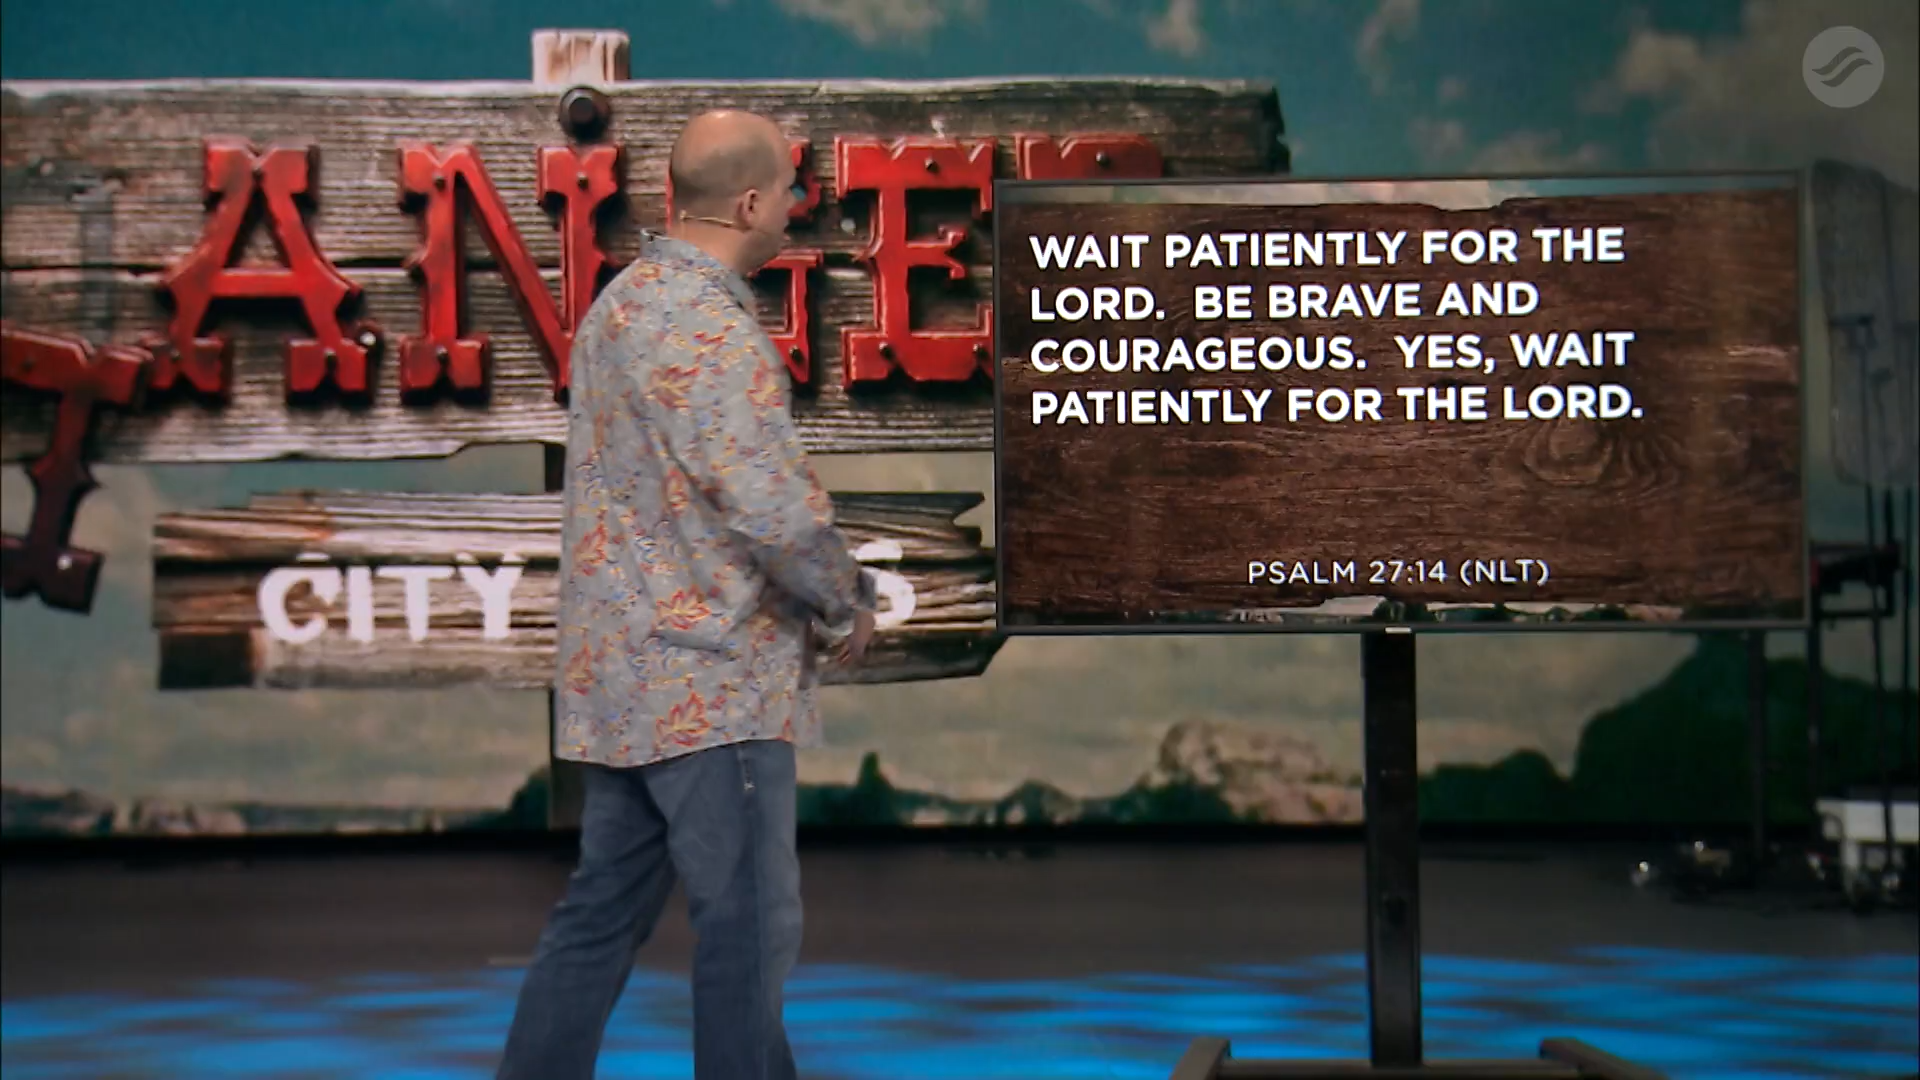 CITY
WAIT PATIENTLY FOR THE
LORD. BE BRAVE AND
COURAGEOUS. YES, WAIT
PATIENTLY FOR THE LORD.
PSALM 27:14 (NLT)